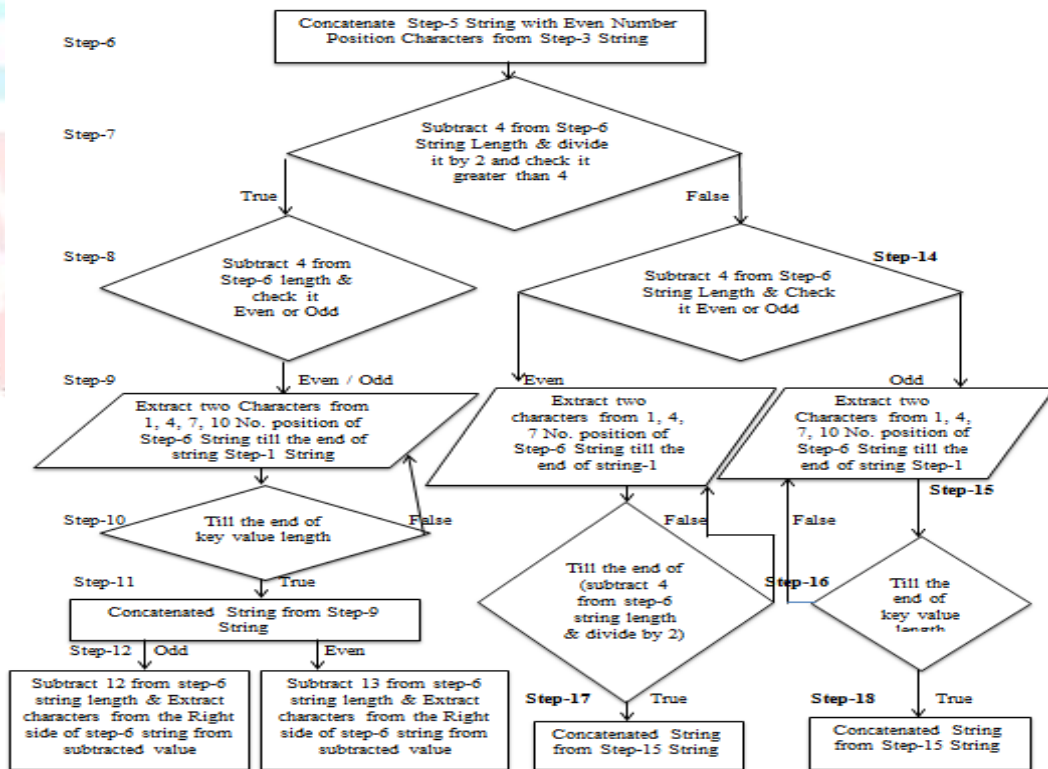 Step-6
Concatenate Step-5 String with Even Number
Position Characters from Step-3 String
Step-7
Subtract 4 from Step-6
String Length & divide
it by 2 and check it
greater than 4
True
False
Step-8
Subtract 4 from
Step-6 length &
check it
Even or Odd
Step-14
Subtract 4 from Step-6
String Length & Check
it Even or Odd
Step-9
Even / Odd
Even
Odd
Extract two Characters from
1, 4, 7, 10 No. position of
Step-6 String till the end of
string Step-1 String
Extract two
characters from 1, 4,
7 No. position of
Step-6 String till the
end of string-1
Extract two
Characters from 1, 4,
7, 10 No. position of
Step-6 String till the
end of string Step-1
Step-15
Step-10
Till the end of
key value length
False
False
False
Step-11
True
Till the end of
(subtract 4
from step-6
string length
& divide by 2)
Step-16
Till the
end of
key value
length
Concatenated String from Step-9
String
Step-12
Odd
Even
Subtract 12 from step-6
string length & Extract
characters from the Right
side of step-6 string from
subtracted value
Subtract 13 from step-6
string length & Extract
characters from the Right
side of step-6 string from
subtracted value
Step-17
True
Step-18
True
Concatenated String
from Step-15 String
Concatenated String
from Step-15 String